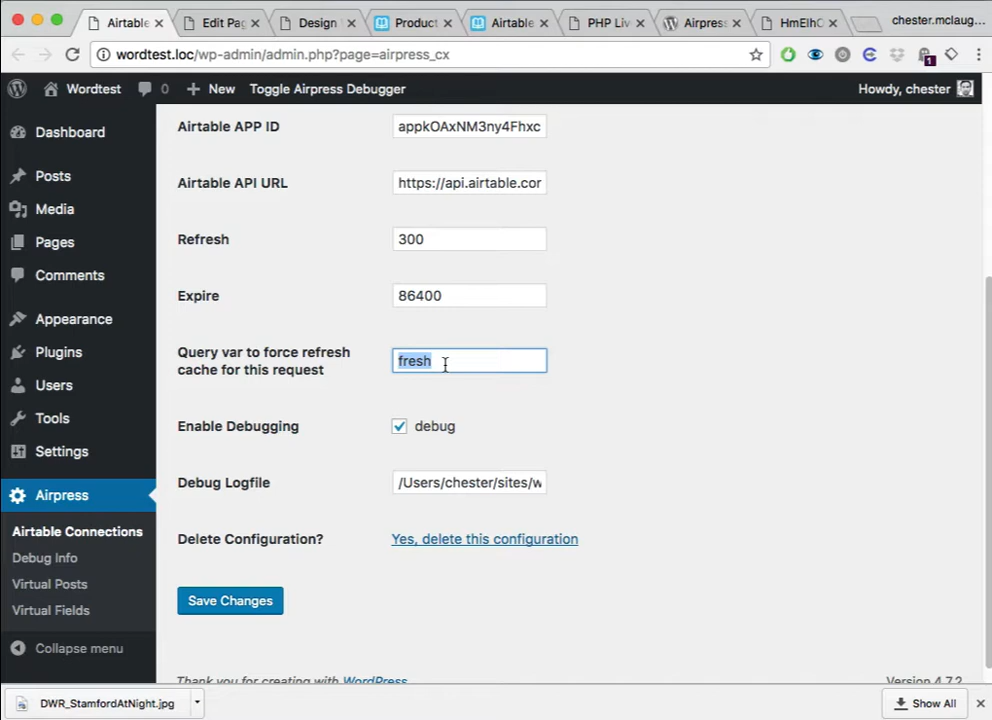 Airtable
Edit Pag
Design
Product
Airtable
PHP Liv
Airpress
HmElhC
chester.mclaug...
wordtest.loc/wp-admin/admin.php?page=airpress_cx
1
Wordtest
0
New
Toggle Airpress Debugger
Howdy, chester
Dashboard
Posts
Media
Pages
Comments
Appearance
Plugins
Users
Tools
Settings
Airpress
Airtable Connections
Debug Info
Virtual Posts
Virtual Fields
Collapse menu
Airtable APP ID
appkOAxNM3ny4Fhxc
Airtable API URL
https://api.airtable.cor
Refresh
300
Expire
86400
Query var to force refresh
cache for this request
fresh
Enable Debugging
debug
Debug Logfile
/Users/chester/sites/w
Delete Configuration?
Yes, delete this configuration
Save Changes
Thank you for creating with WordPress
Version 4.7.2
DWR_StamfordAtNight.jpg
Show All